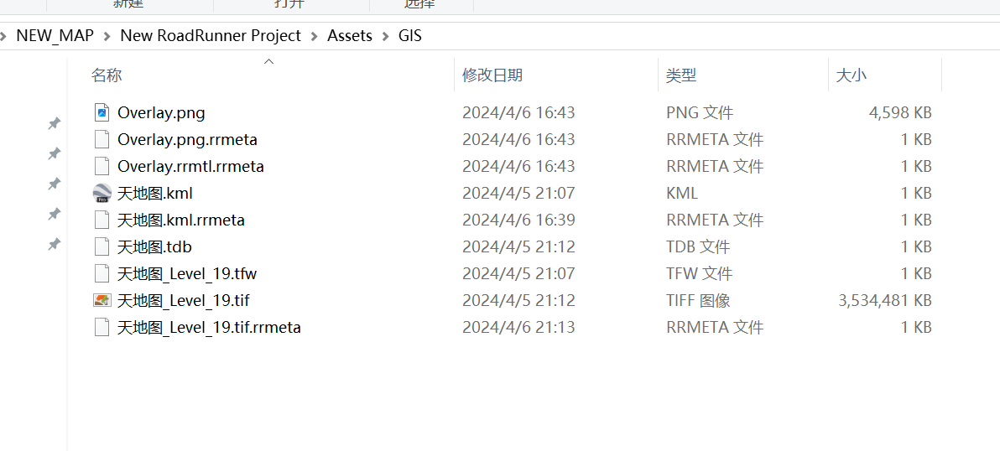 新建 打开 选择
NEW_MAP > New RoadRunner Project > Assets > GIS
名称 修改日期 类型 大小
Overlay.png 2024/4/6 16:43 PNG 文件 4,598 KB
Overlay.png.rrmeta 2024/4/6 16:43 RRMETA 文件 1 KB
Overlay.rrmtl.rrmeta 2024/4/6 16:43 RRMETA 文件 1 KB
天地图.kml 2024/4/5 21:07 KML 1 KB
天地图.kml.rrmeta 2024/4/6 16:39 RRMETA 文件 1 KB
天地图.tdb 2024/4/5 21:12 TDB 文件 1 KB
天地图_Level_19.tfw 2024/4/5 21:07 TFW 文件 1 KB
天地图_Level_19.tif 2024/4/5 21:12 TIFF 图像 3,534,481 KB
天地图_Level_19.tif.rrmeta 2024/4/6 21:13 RRMETA 文件 1 KB